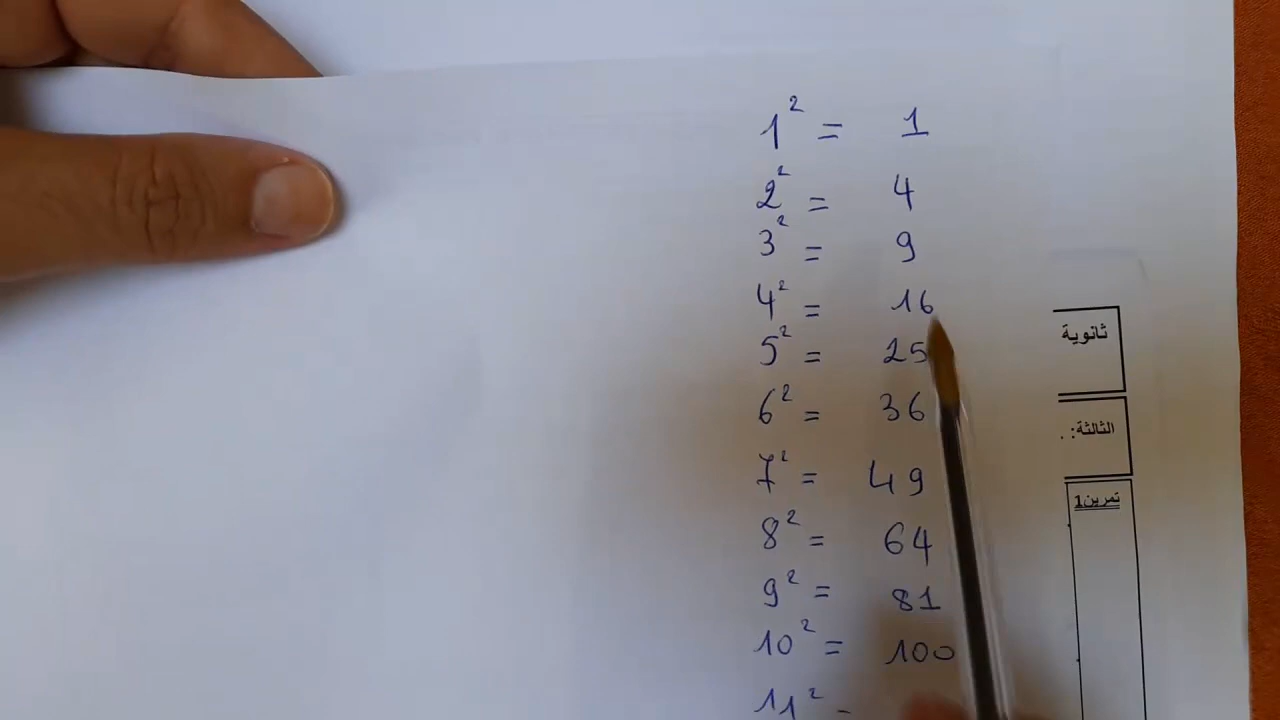 1² = 1
2² = 4
3² = 9
4² = 16
5² = 25
6² = 36
7² = 49
8² = 64
9² = 81
10² = 100
11² =
ثانوية
الثالثة: .
تمرين1